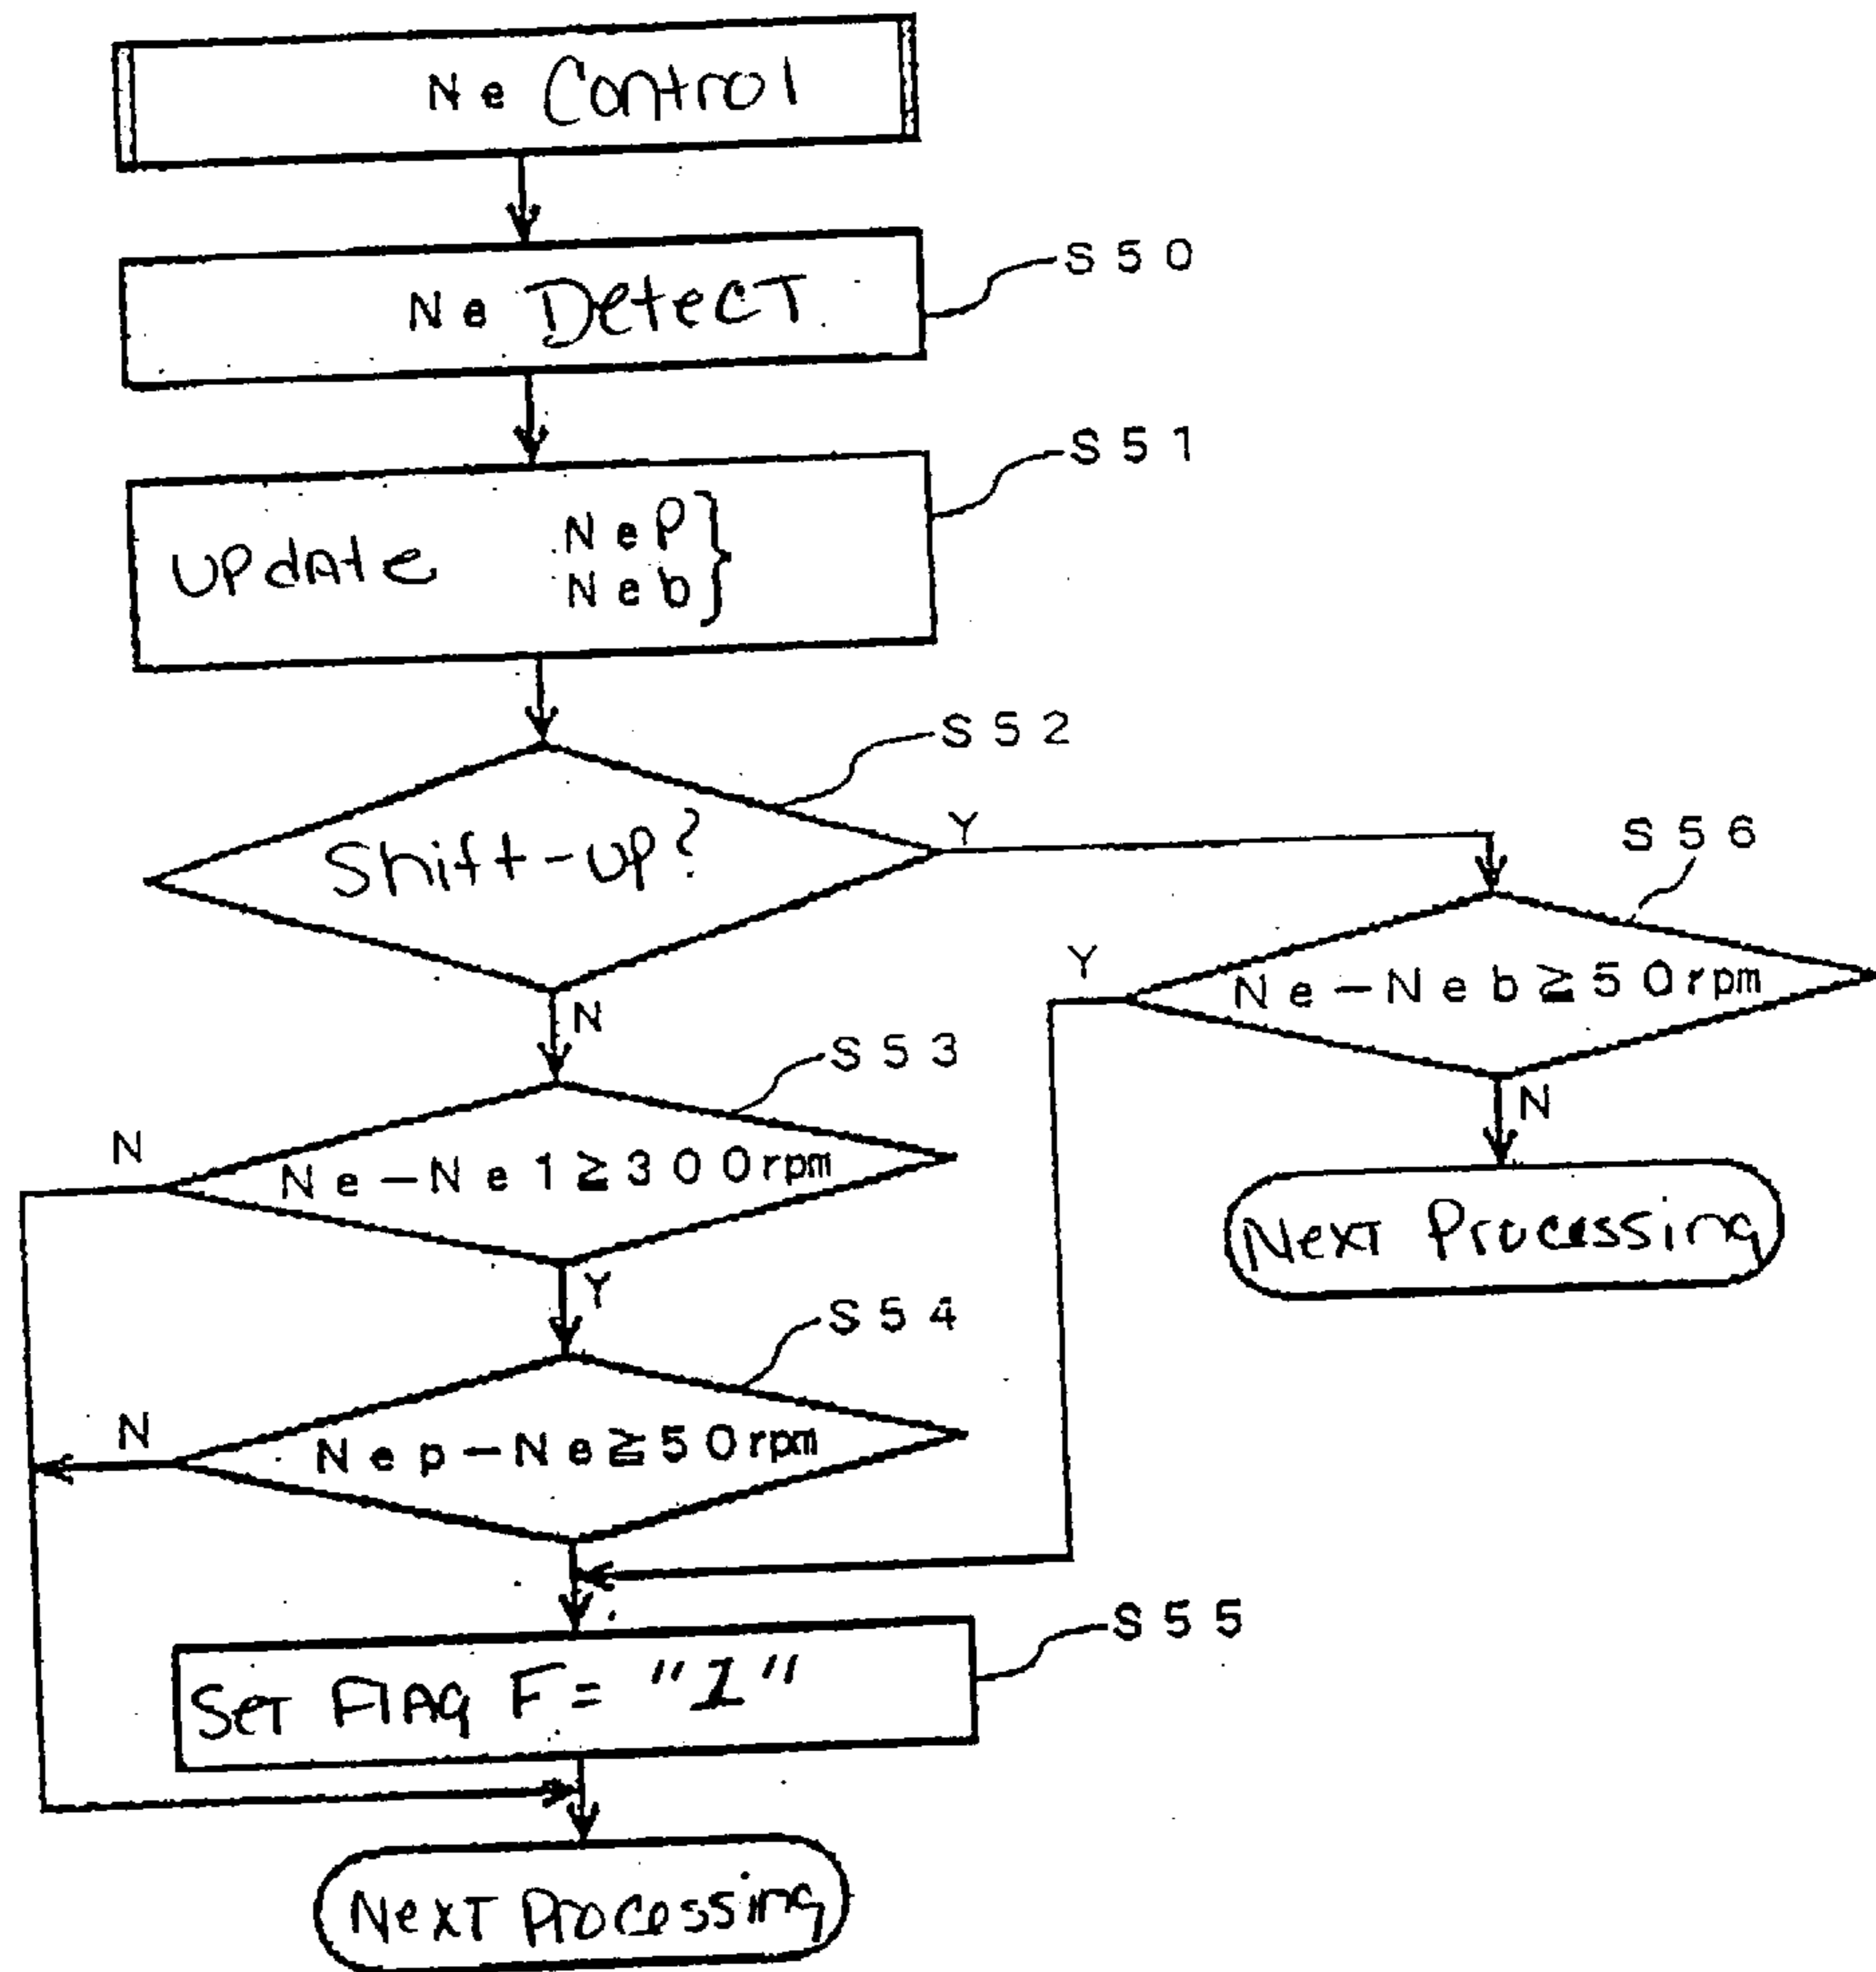 Ne Control
Ne Detect
S50
S51
Update
Nep
Neb
S52
Shift-up?
Y
S56
Y
Ne-Neb≧50rpm
N
N
Next Processing
S53
N
Ne-Ne1≧300rpm
Y
S54
N
Nep-Ne≧50rpm
S55
Set Flag F= "1"
Next Processing